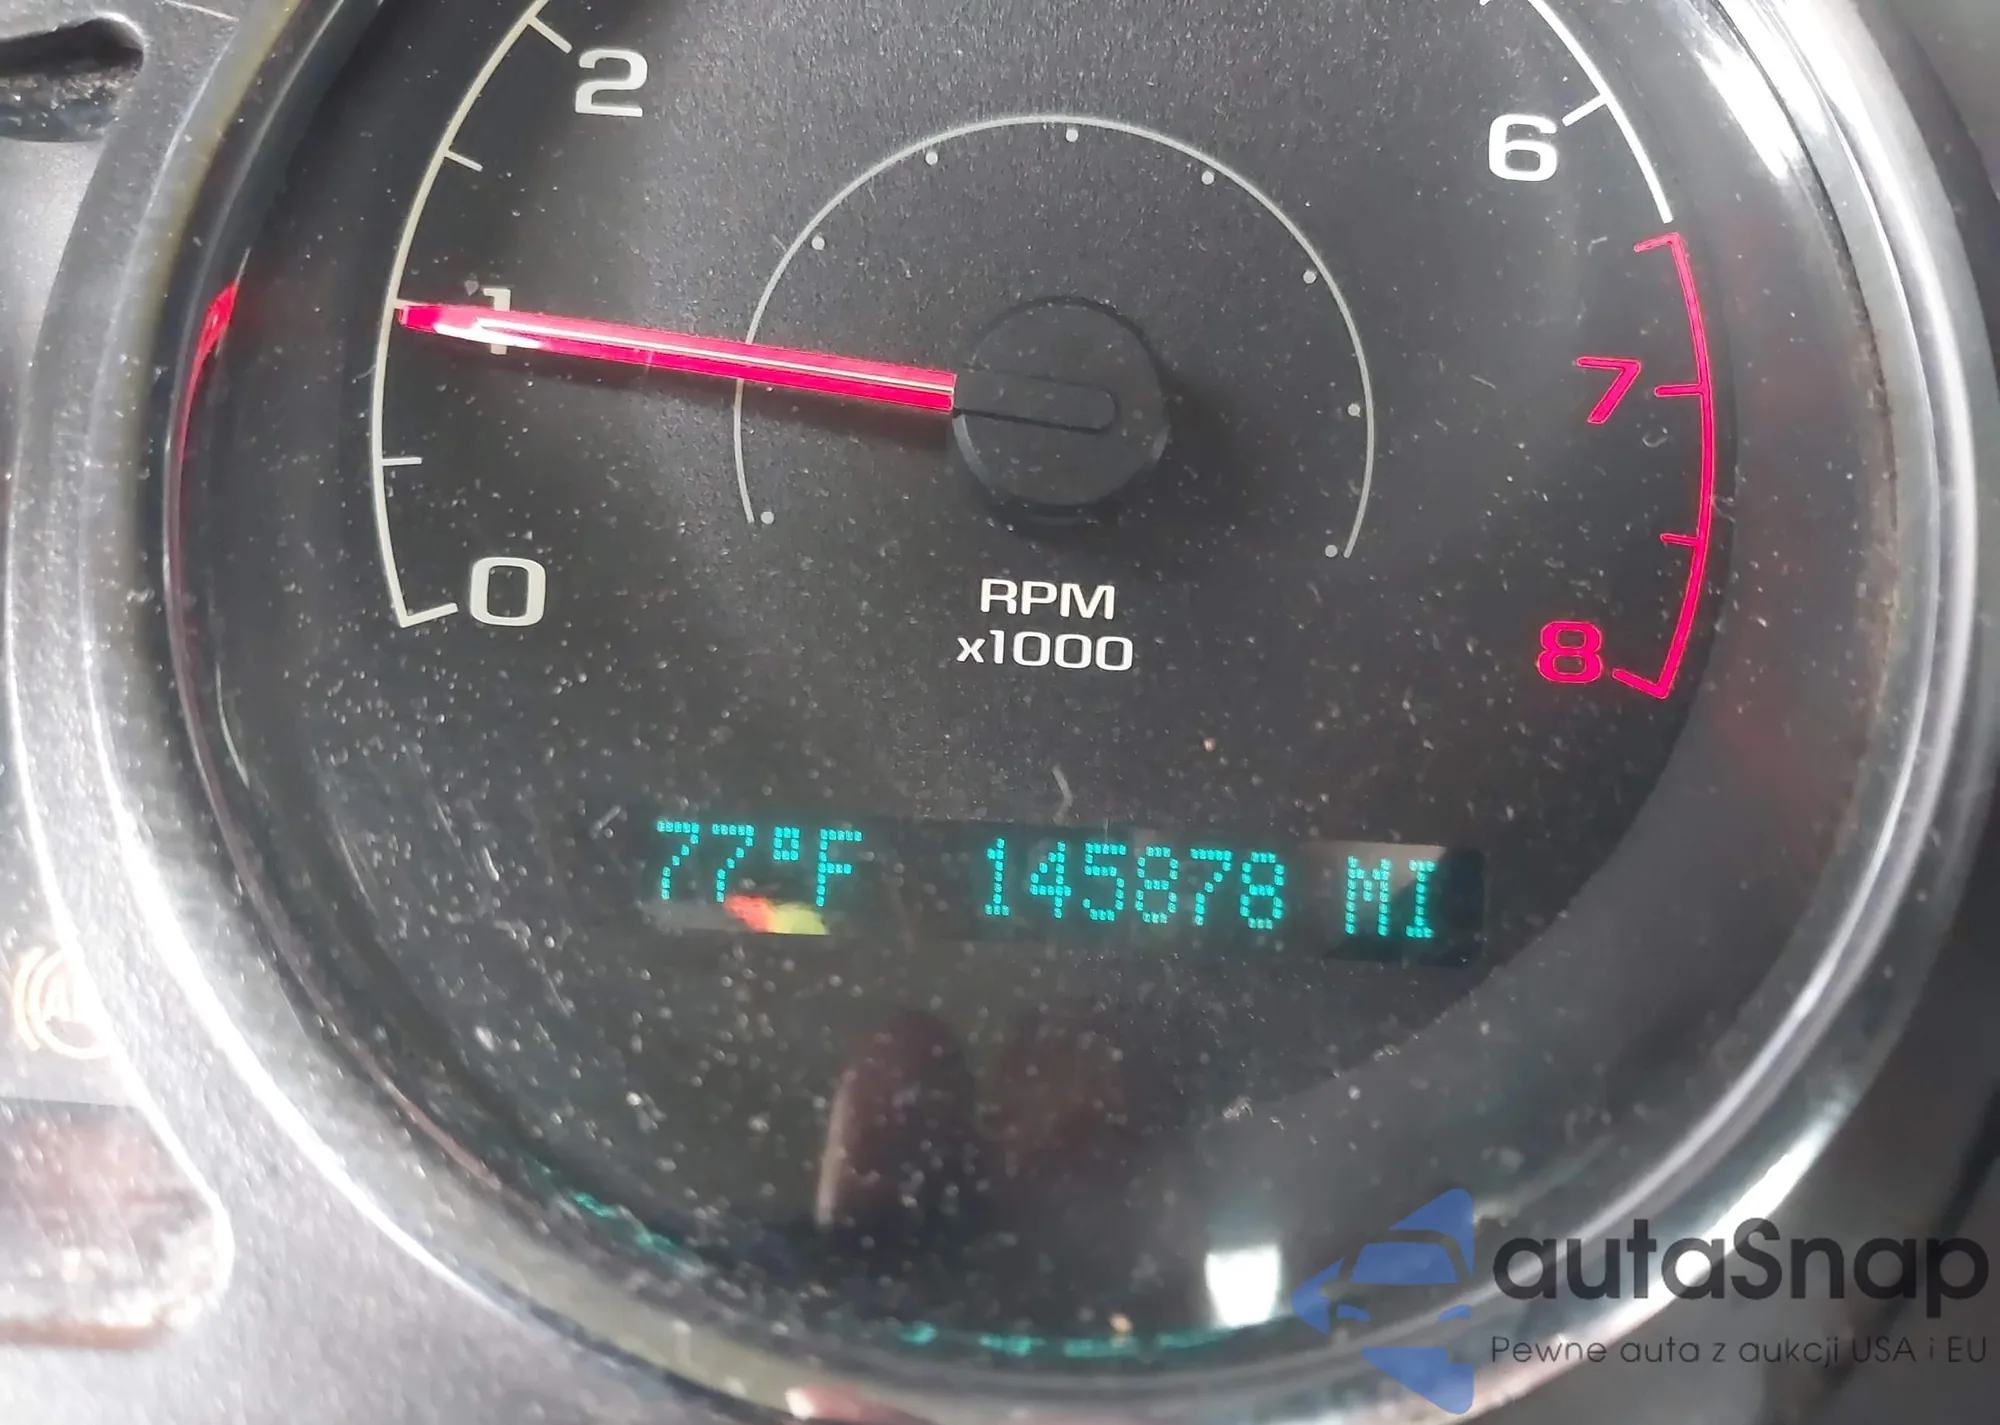 2
6
1
7
0
RPM
x1000
8
77°F 145878 MI
autaSnap
Pewne auta z aukcji USA i EU